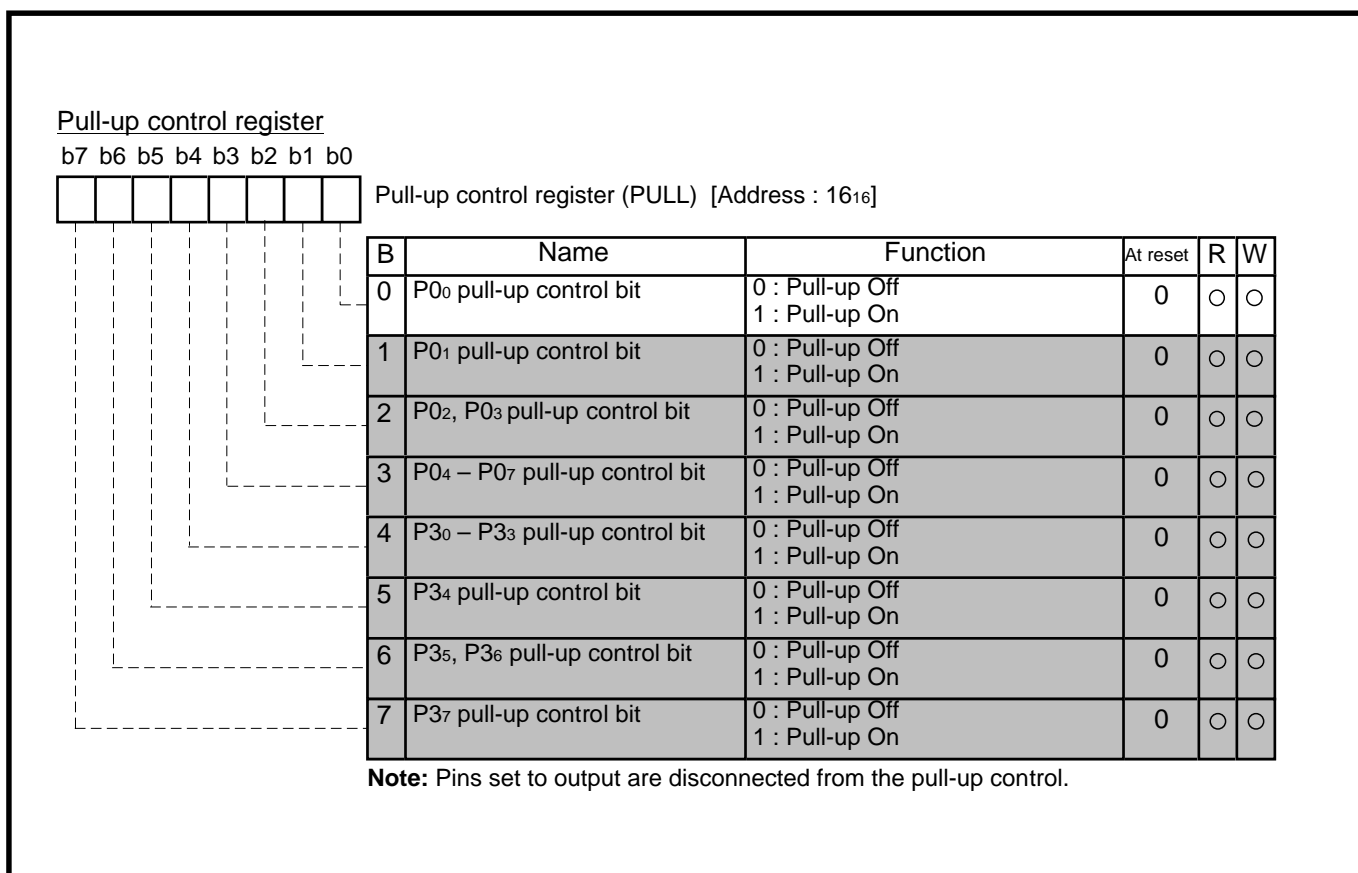 Pull-up control register
b7 b6 b5 b4 b3 b2 b1 b0
Pull-up control register (PULL) [Address : 16₁₆]
B Name Function At reset R W
0 P0₀ pull-up control bit 0 : Pull-up Off 0 ○ ○
1 : Pull-up On
1 P0₁ pull-up control bit 0 : Pull-up Off 0 ○ ○
1 : Pull-up On
2 P0₂, P0₃ pull-up control bit 0 : Pull-up Off 0 ○ ○
1 : Pull-up On
3 P0₄ – P0₇ pull-up control bit 0 : Pull-up Off 0 ○ ○
1 : Pull-up On
4 P3₀ – P3₃ pull-up control bit 0 : Pull-up Off 0 ○ ○
1 : Pull-up On
5 P3₄ pull-up control bit 0 : Pull-up Off 0 ○ ○
1 : Pull-up On
6 P3₅, P3₆ pull-up control bit 0 : Pull-up Off 0 ○ ○
1 : Pull-up On
7 P3₇ pull-up control bit 0 : Pull-up Off 0 ○ ○
1 : Pull-up On
Note: Pins set to output are disconnected from the pull-up control.